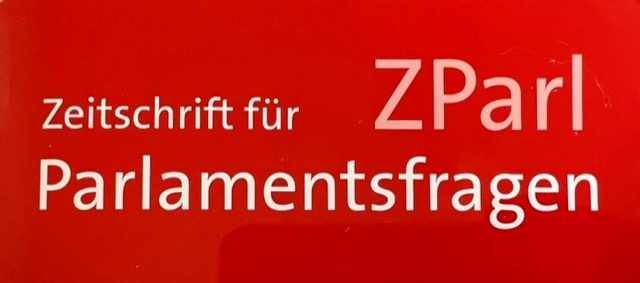 ZParl
Zeitschrift für
Parlamentsfragen